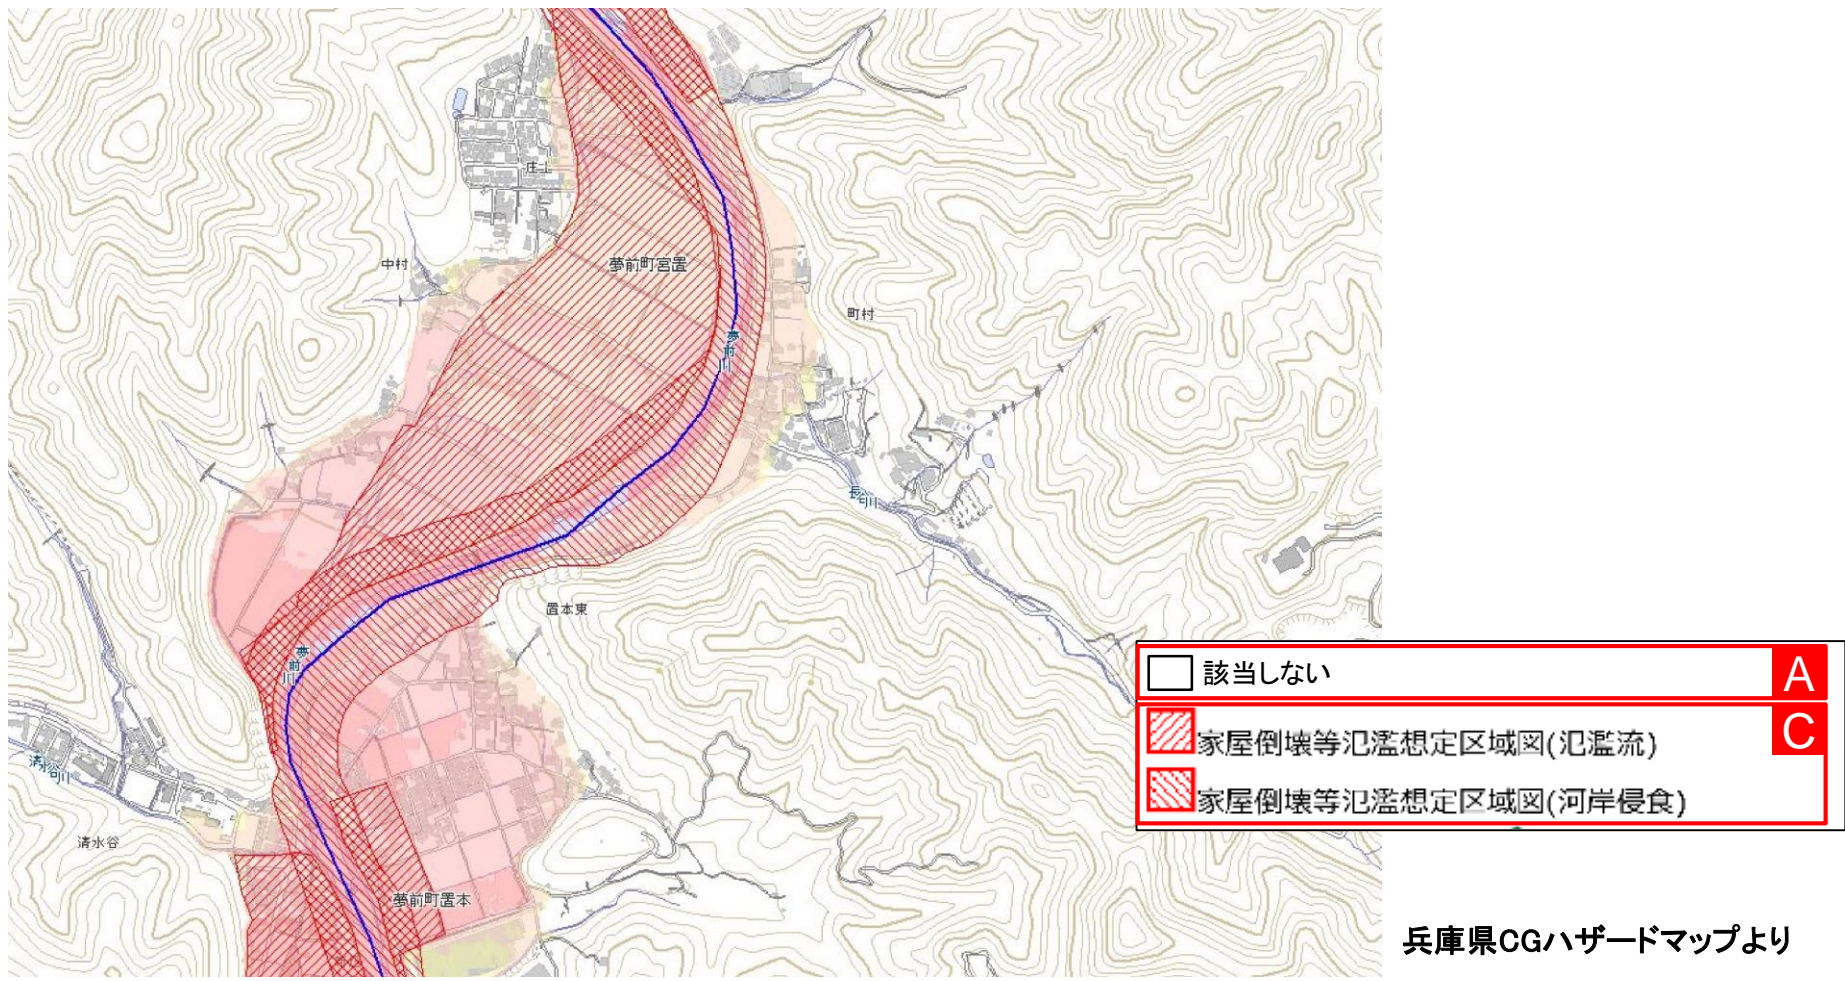 庄上
中村
夢前町宮置
町村
夢前川
長谷川
置本東
夢前川
清水谷川
清水谷
夢前町置本
該当しない
A
家屋倒壊等氾濫想定区域図(氾濫流)
C
家屋倒壊等氾濫想定区域図(河岸侵食)
兵庫県CGハザードマップより